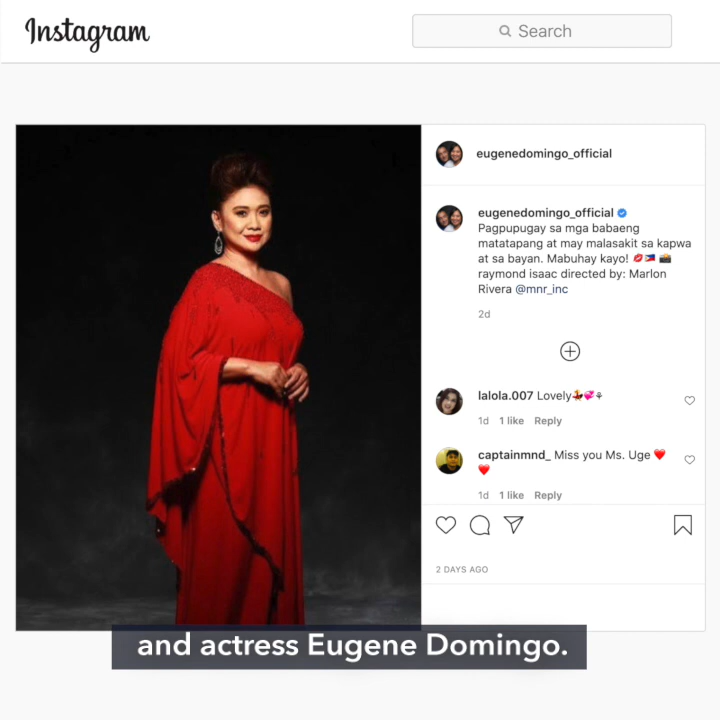 Instagram
Search
eugenedomingo_official
eugenedomingo_official
Pagpupugay sa mga babaeng
matatapang at may malasakit sa kapwa
at sa bayan. Mabuhay kayo! 💋🇵🇭📸
raymond isaac directed by: Marlon
Rivera @mnr_inc
2d
lalola.007 Lovely💃💞⚘
1d 1 like Reply
captainmnd_ Miss you Ms. Uge ❤️
❤️
1d 1 like Reply
2 DAYS AGO
and actress Eugene Domingo.